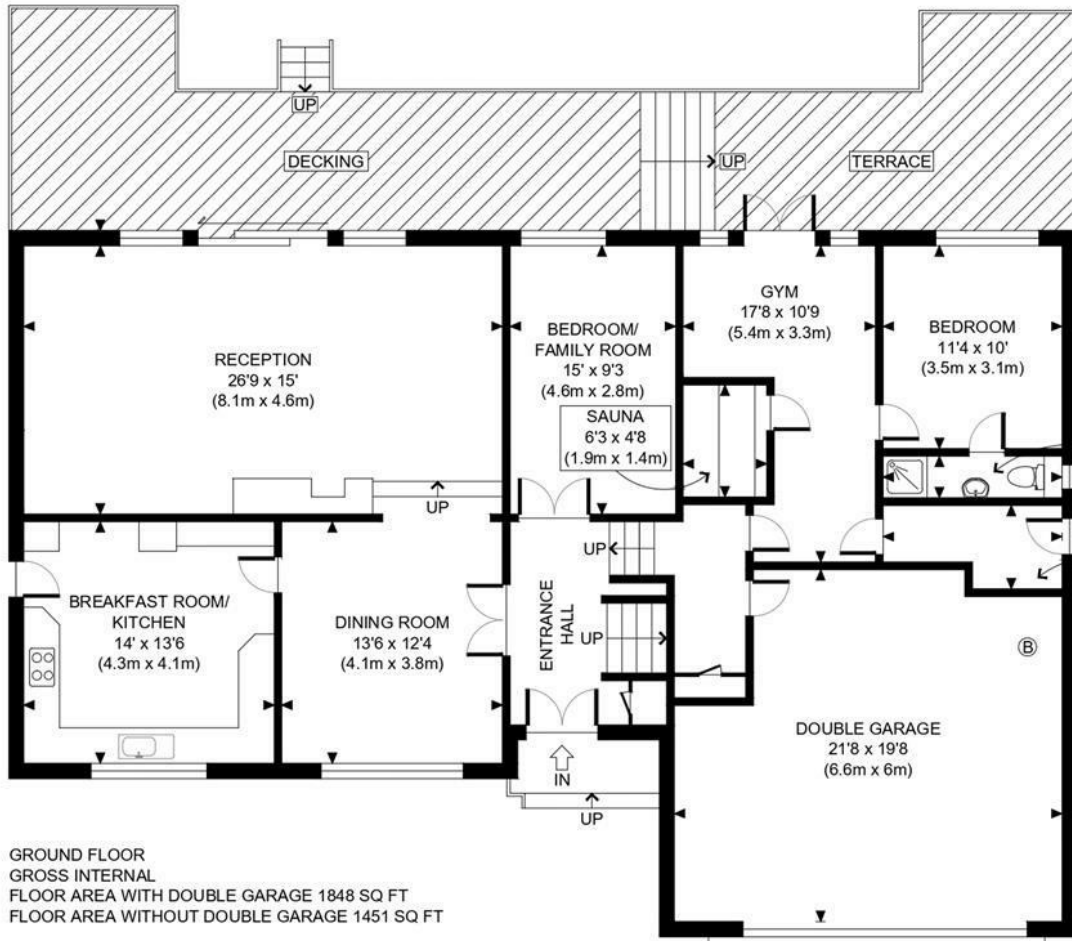 UP
DECKING
UP
TERRACE
RECEPTION
26'9 x 15'
(8.1m x 4.6m)
UP
BEDROOM/
FAMILY ROOM
15' x 9'3
(4.6m x 2.8m)
SAUNA
6'3 x 4'8
(1.9m x 1.4m)
GYM
17'8 x 10'9
(5.4m x 3.3m)
BEDROOM
11'4 x 10'
(3.5m x 3.1m)
BREAKFAST ROOM/
KITCHEN
14' x 13'6
(4.3m x 4.1m)
DINING ROOM
13'6 x 12'4
(4.1m x 3.8m)
ENTRANCE
HALL
UP
UP
IN
UP
B
DOUBLE GARAGE
21'8 x 19'8
(6.6m x 6m)
GROUND FLOOR
GROSS INTERNAL
FLOOR AREA WITH DOUBLE GARAGE 1848 SQ FT
FLOOR AREA WITHOUT DOUBLE GARAGE 1451 SQ FT